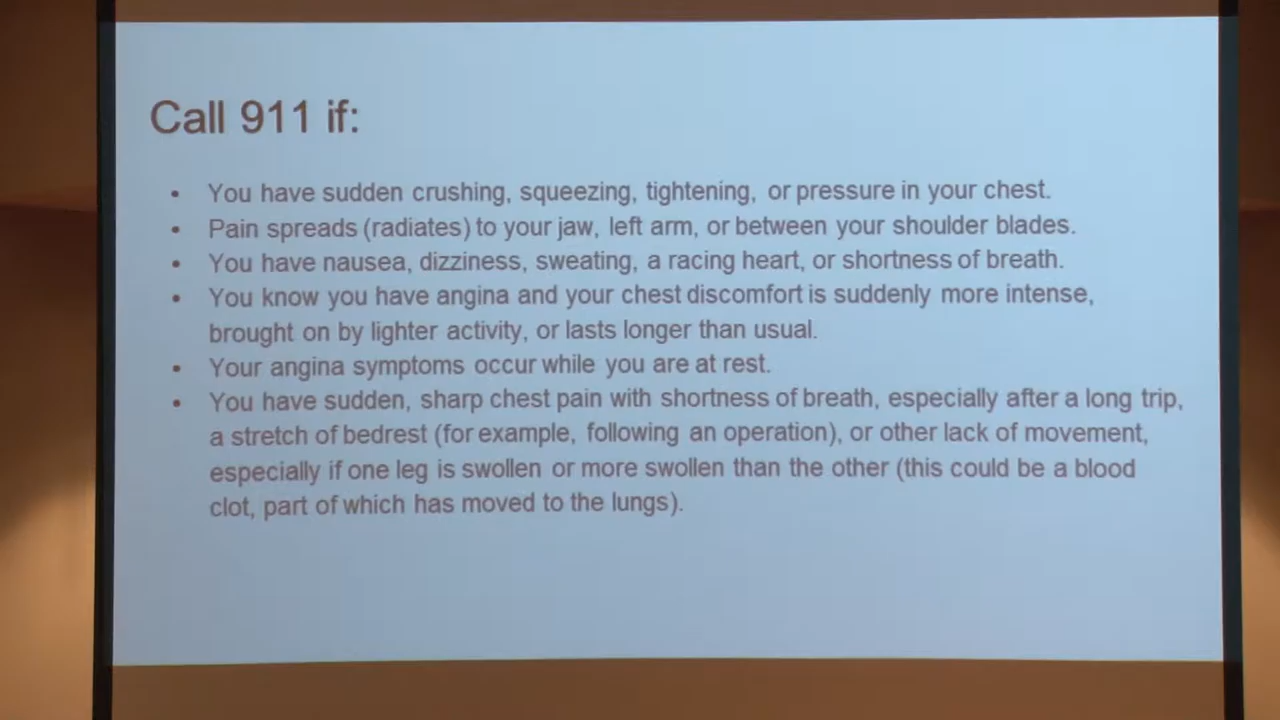 Call 911 if:
• You have sudden crushing, squeezing, tightening, or pressure in your chest.
• Pain spreads (radiates) to your jaw, left arm, or between your shoulder blades.
• You have nausea, dizziness, sweating, a racing heart, or shortness of breath.
• You know you have angina and your chest discomfort is suddenly more intense,
brought on by lighter activity, or lasts longer than usual.
• Your angina symptoms occur while you are at rest.
• You have sudden, sharp chest pain with shortness of breath, especially after a long trip,
a stretch of bedrest (for example, following an operation), or other lack of movement,
especially if one leg is swollen or more swollen than the other (this could be a blood
clot, part of which has moved to the lungs).